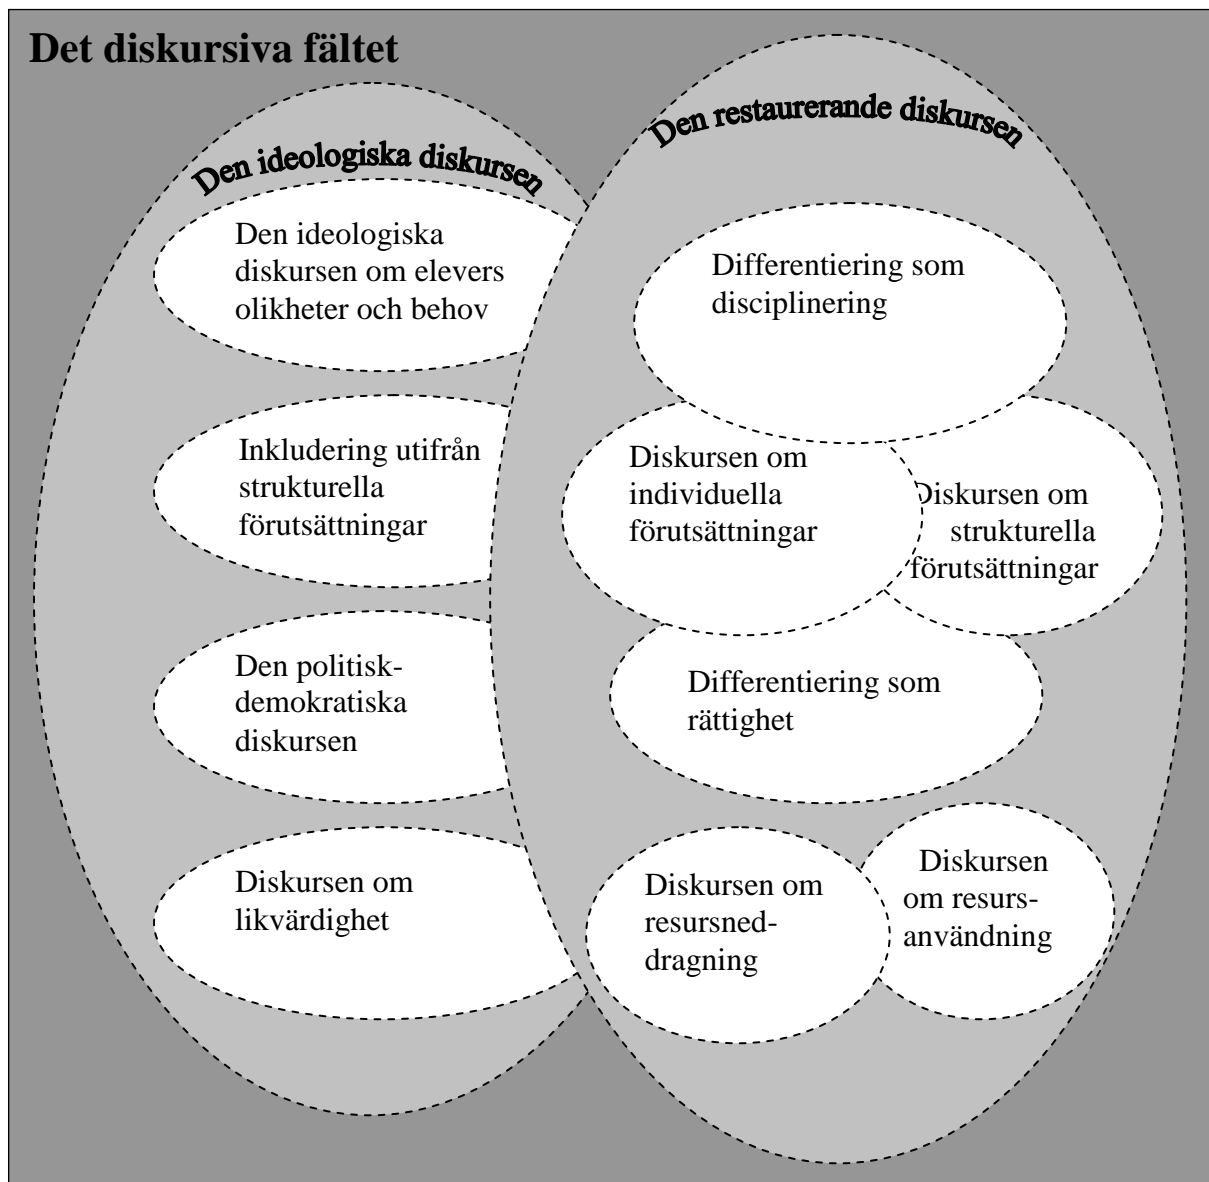 Det diskursiva fältet
Den ideologiska diskursen
Den ideologiska
diskursen om elevers
olikheter och behov
Inkludering utifrån
strukturella
förutsättningar
Den politisk-
demokratiska
diskursen
Diskursen om
likvärdighet
Den restaurerande diskursen
Differentiering som
disciplinering
Diskursen om
individuella
förutsättningar
Diskursen om
strukturella
förutsättningar
Differentiering som
rättighet
Diskursen om
resursned-
dragning
Diskursen
om resurs-
användning